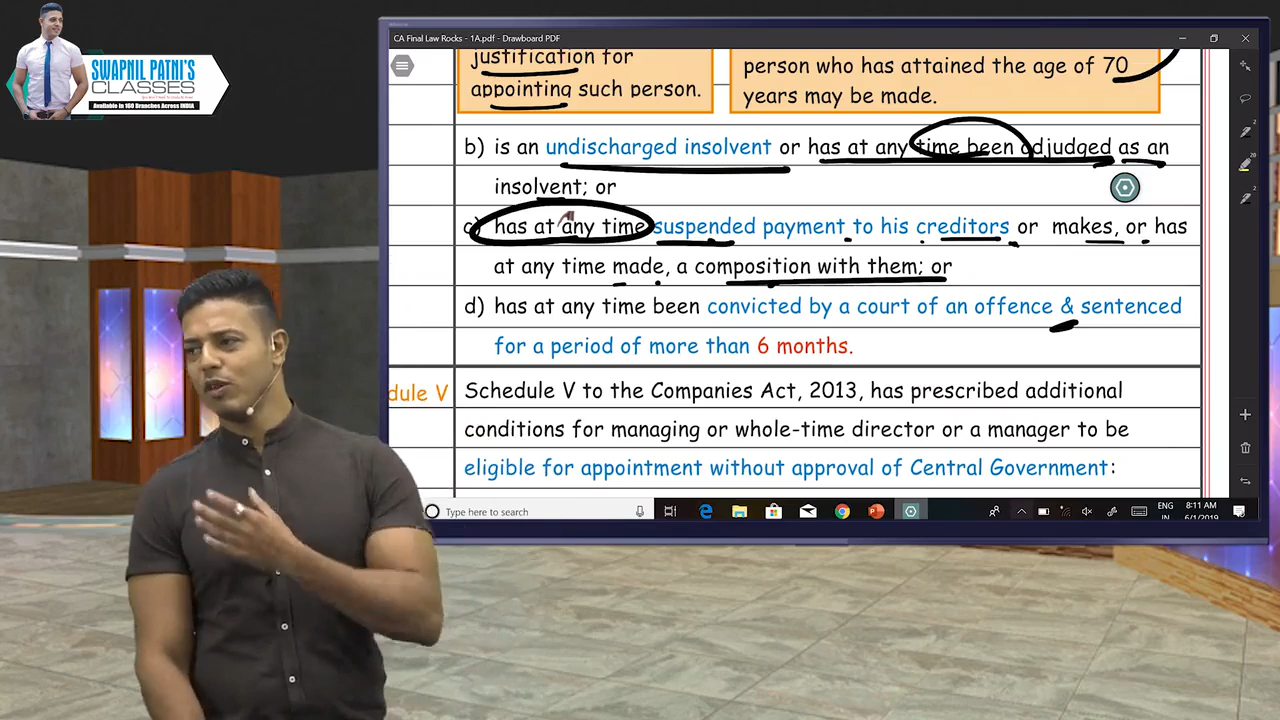 SWAPNIL PATNI'S
CLASSES
Available in 160 Branches Across INDIA
CA Final Law Rocks - 1A.pdf - Drawboard PDF
justification for
appointing such person.
person who has attained the age of 70
years may be made.
b) is an undischarged insolvent or has at any time been adjudged as an
insolvent; or
c) has at any time suspended payment to his creditors or makes, or has
at any time made, a composition with them; or
d) has at any time been convicted by a court of an offence & sentenced
for a period of more than 6 months.
dule V
Schedule V to the Companies Act, 2013, has prescribed additional
conditions for managing or whole-time director or a manager to be
eligible for appointment without approval of Central Government:
Type here to search
ENG
IN
8:11 AM
6/1/2019